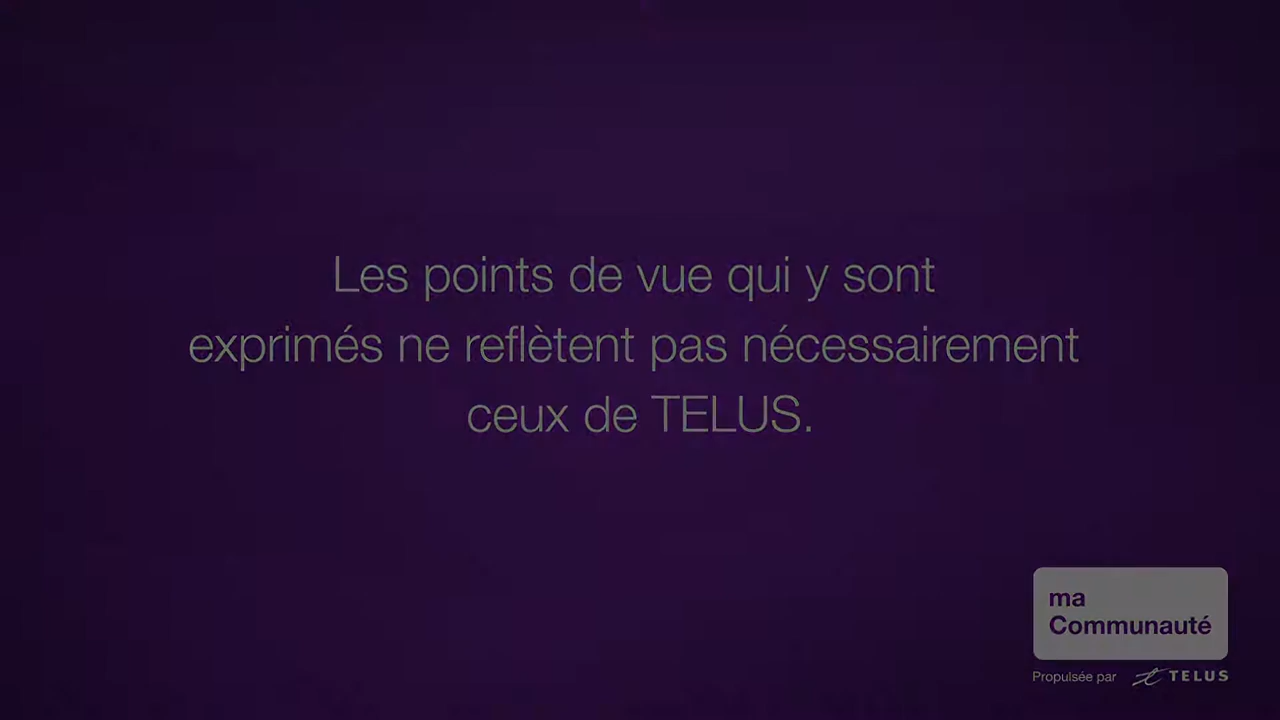 Les points de vue qui y sont
exprimés ne reflètent pas nécessairement
ceux de TELUS.
ma
Communauté
Propulsée par TELUS